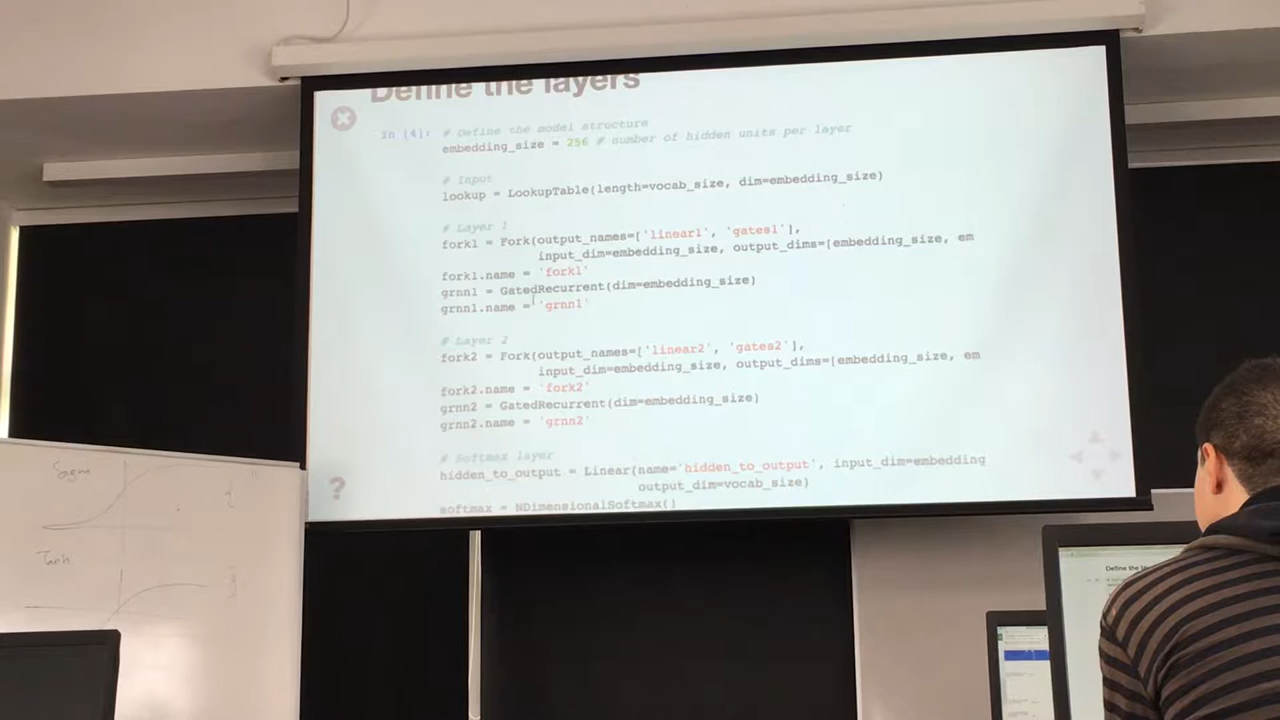 Define the layers
In [4]: # Define the model structure
embedding_size = 256 # number of hidden units per layer
# Input
lookup = LookupTable(length=vocab_size, dim=embedding_size)
# Layer 1
fork1 = Fork(output_names=['linear1', 'gates1'],
input_dim=embedding_size, output_dims=[embedding_size, em
fork1.name = 'fork1'
grnn1 = GatedRecurrent(dim=embedding_size)
grnn1.name = 'grnn1'
# Layer 2
fork2 = Fork(output_names=['linear2', 'gates2'],
input_dim=embedding_size, output_dims=[embedding_size, em
fork2.name = 'fork2'
grnn2 = GatedRecurrent(dim=embedding_size)
grnn2.name = 'grnn2'
# Softmax layer
hidden_to_output = Linear(name='hidden_to_output', input_dim=embedding
output_dim=vocab_size)
softmax = NDimensionalSoftmax()
?
Tanh
Define the la